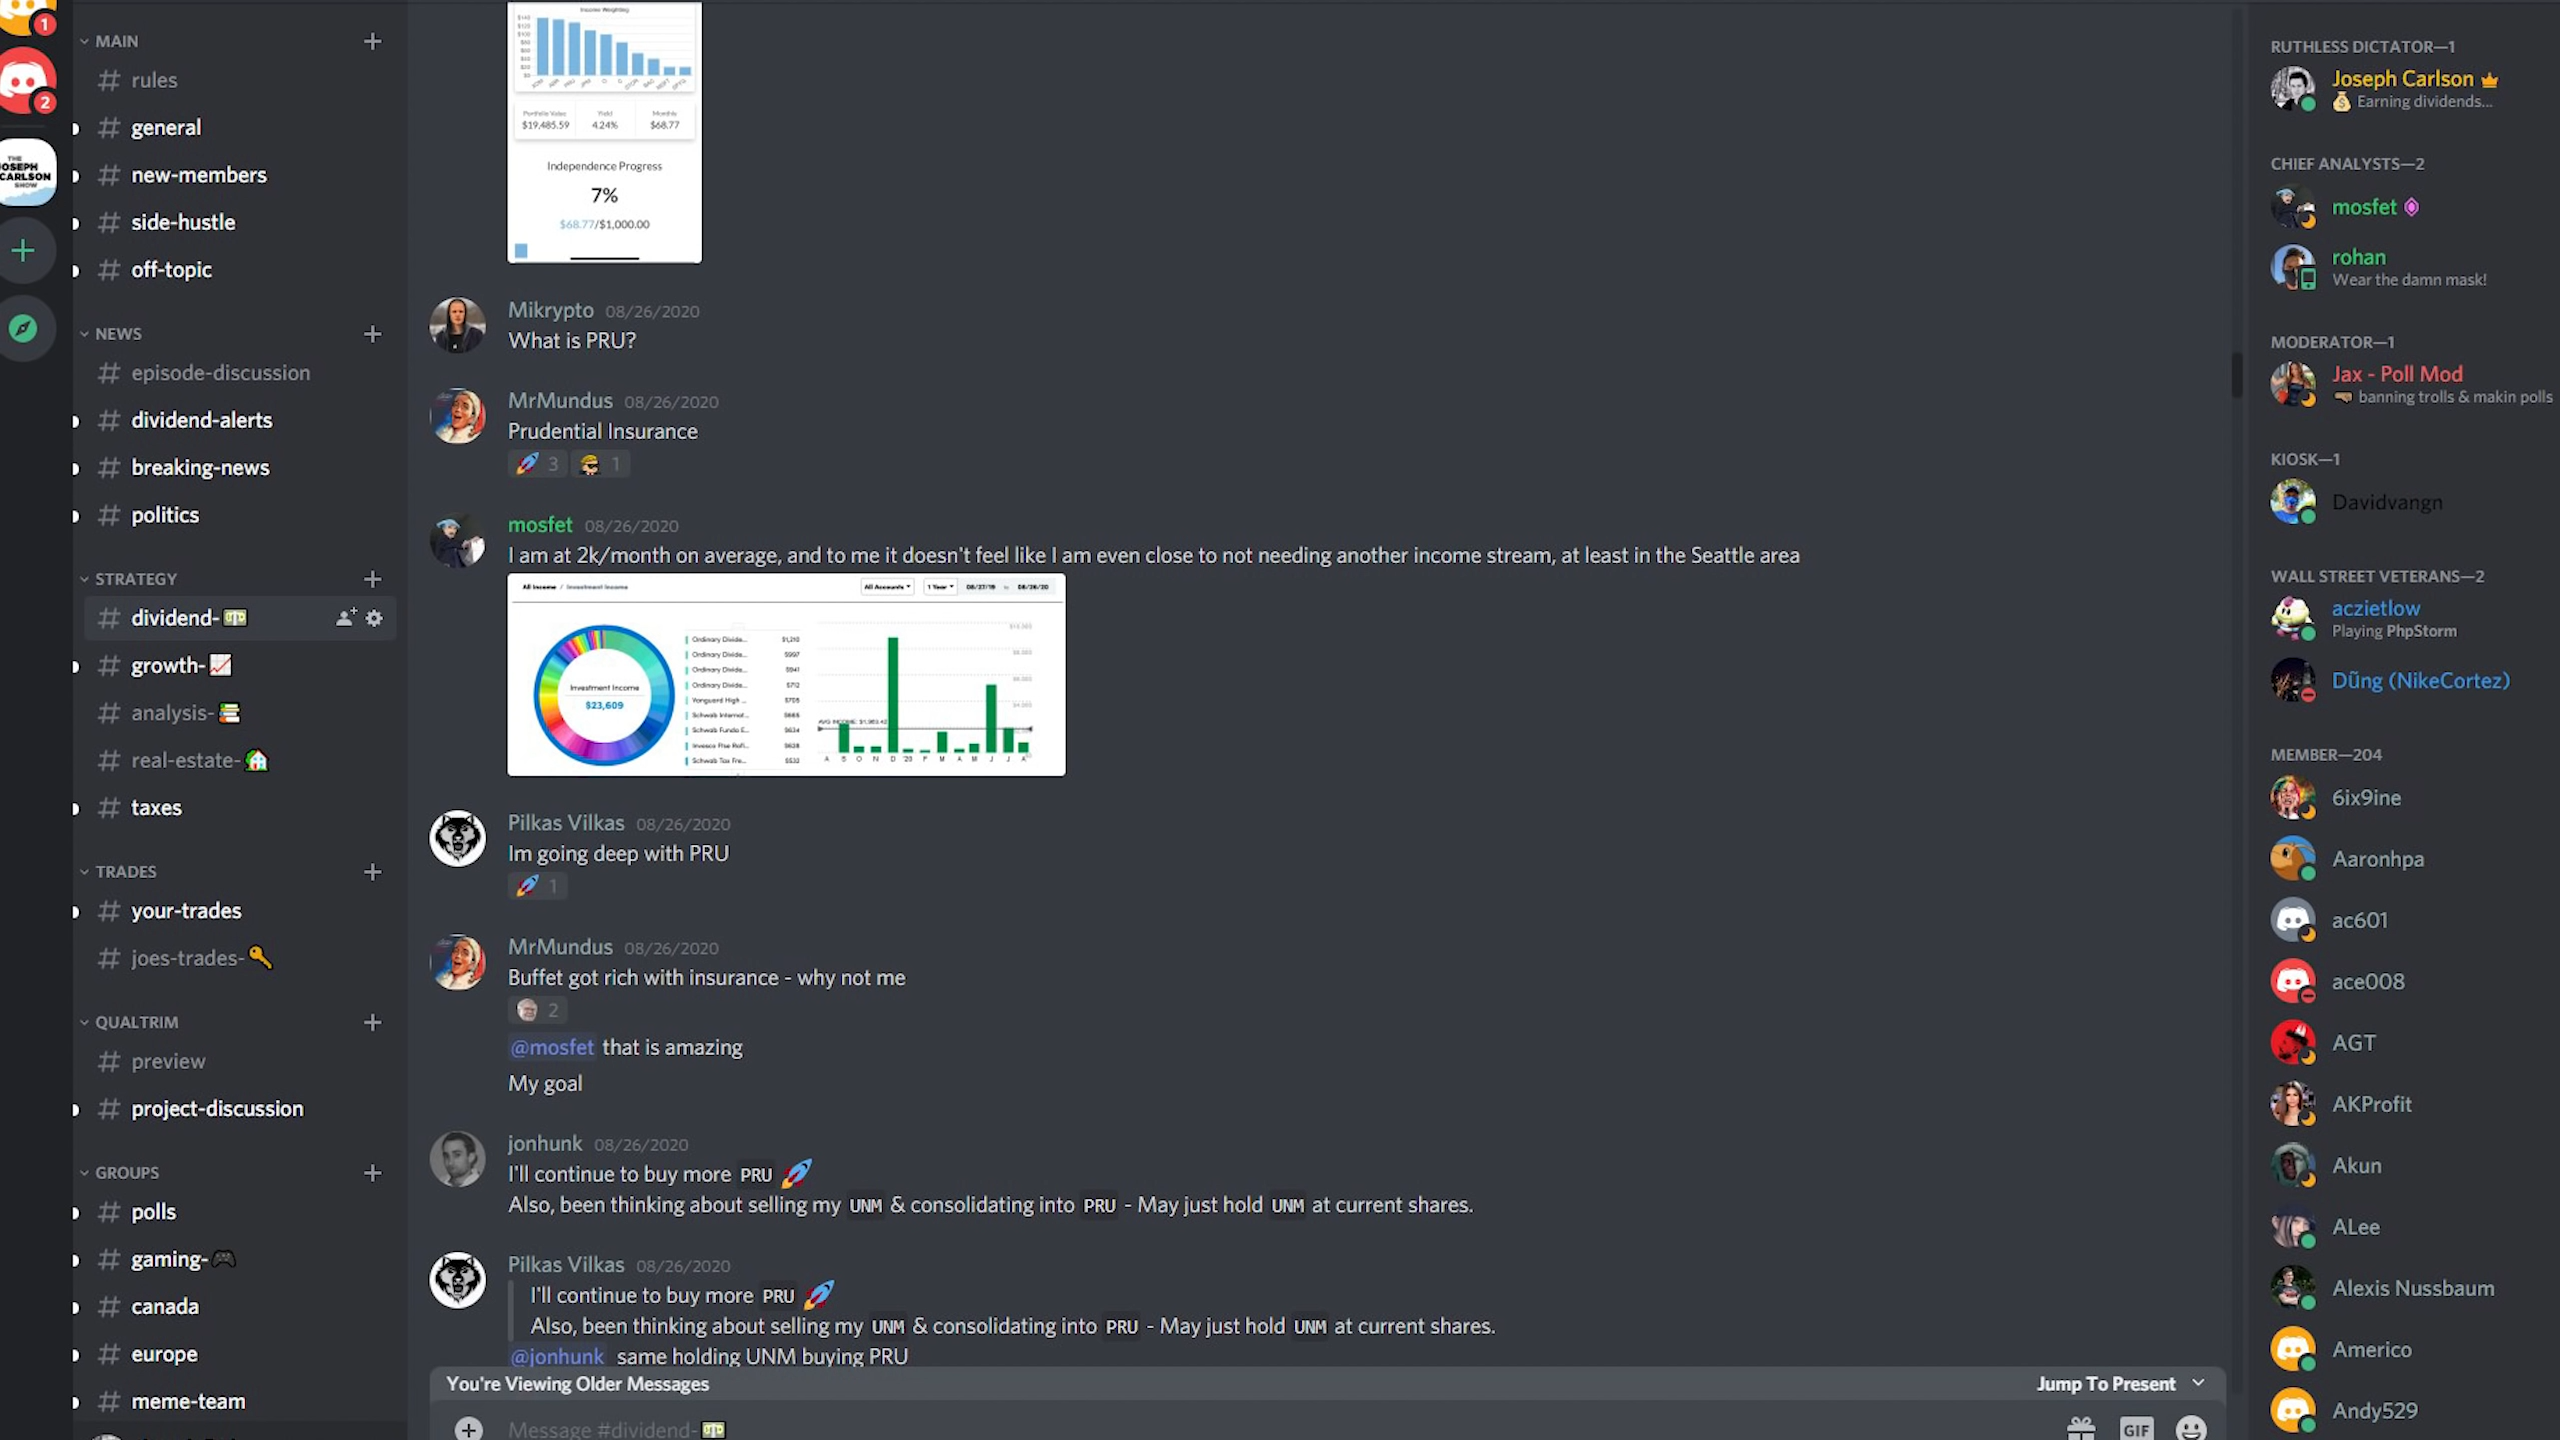 1
2
THE
JOSEPH
CARLSON
SHOW
MAIN
rules
general
new-members
side-hustle
off-topic
NEWS
episode-discussion
dividend-alerts
breaking-news
politics
STRATEGY
dividend-
growth-
analysis-
real-estate-
taxes
TRADES
your-trades
joes-trades-
QUALTRIM
preview
project-discussion
GROUPS
polls
gaming-
canada
europe
meme-team
Income Weighting
Portfolio Value Yield Monthly
$19,485.59 4.24% $68.77
Independence Progress
7%
$68.77/$1,000.00
Mikrypto 08/26/2020
What is PRU?
MrMundus 08/26/2020
Prudential Insurance
3 1
mosfet 08/26/2020
I am at 2k/month on average, and to me it doesn't feel like I am even close to not needing another income stream, at least in the Seattle area
All Income / Investment Income
All Accounts 1 Year 08/27/19 to 08/26/20
Investment Income
$23,609
Ordinary Divide... $1,210
Ordinary Divide... $997
Ordinary Divide... $941
Ordinary Divide... $712
Vanguard High ... $705
Schwab Internat... $665
Schwab Funda E... $634
Schwab Tax Fre... $532
Pilkas Vilkas 08/26/2020
Im going deep with PRU
1
MrMundus 08/26/2020
Buffet got rich with insurance - why not me
2
@mosfet that is amazing
My goal
jonhunk 08/26/2020
I'll continue to buy more PRU
Also, been thinking about selling my UNM & consolidating into PRU - May just hold UNM at current shares.
Pilkas Vilkas 08/26/2020
I'll continue to buy more PRU
Also, been thinking about selling my UNM & consolidating into PRU - May just hold UNM at current shares.
@jonhunk same holding UNM buying PRU
You're Viewing Older Messages Jump To Present
Message #dividend-
GIF
RUTHLESS DICTATOR—1
Joseph Carlson
Earning dividends...
CHIEF ANALYSTS—2
mosfet
rohan
Wear the damn mask!
MODERATOR—1
Jax - Poll Mod
banning trolls & makin polls
KIOSK—1
Davidvangn
WALL STREET VETERANS—2
aczietlow
Playing PhpStorm
Dũng (NikeCortez)
MEMBER—204
6ix9ine
Aaronhpa
ac601
ace008
AGT
AKProfit
Akun
ALee
Alexis Nussbaum
Americo
Andy529